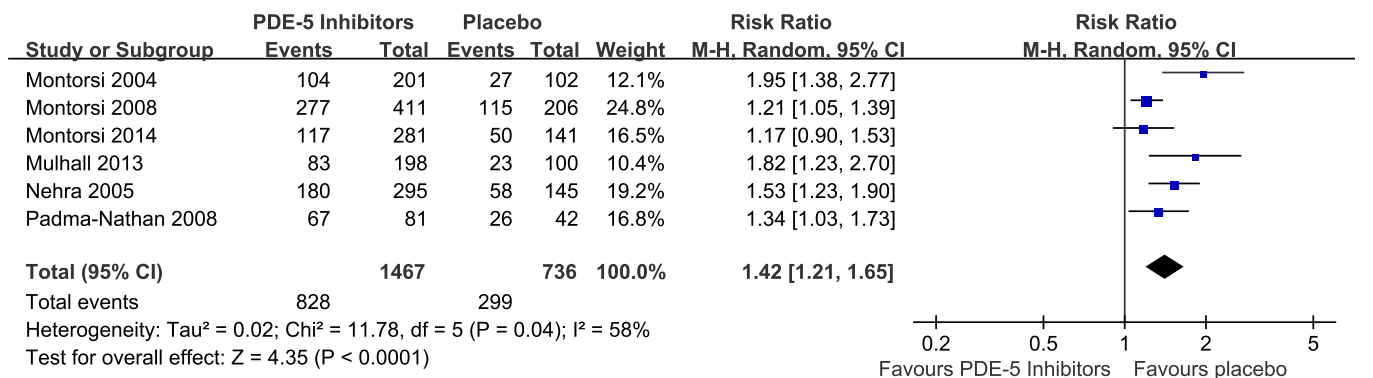 PDE-5 Inhibitors Placebo Risk Ratio Risk Ratio
Study or Subgroup Events Total Events Total Weight M-H, Random, 95% CI M-H, Random, 95% CI
Montorsi 2004 104 201 27 102 12.1% 1.95 [1.38, 2.77]
Montorsi 2008 277 411 115 206 24.8% 1.21 [1.05, 1.39]
Montorsi 2014 117 281 50 141 16.5% 1.17 [0.90, 1.53]
Mulhall 2013 83 198 23 100 10.4% 1.82 [1.23, 2.70]
Nehra 2005 180 295 58 145 19.2% 1.53 [1.23, 1.90]
Padma-Nathan 2008 67 81 26 42 16.8% 1.34 [1.03, 1.73]
Total (95% CI) 1467 736 100.0% 1.42 [1.21, 1.65]
Total events 828 299
Heterogeneity: Tau² = 0.02; Chi² = 11.78, df = 5 (P = 0.04); I² = 58%
Test for overall effect: Z = 4.35 (P < 0.0001)
0.2 0.5 1 2 5
Favours PDE-5 Inhibitors Favours placebo